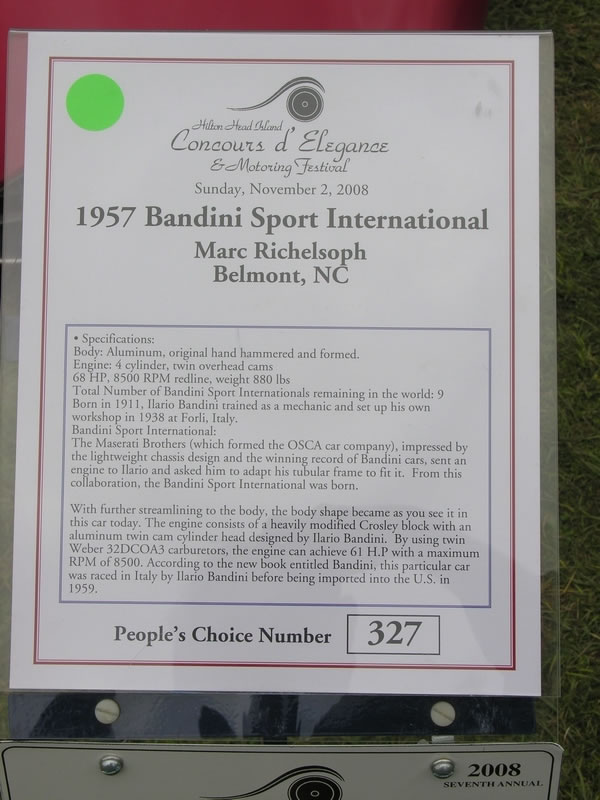 Hilton Head Island
Concours d'Elegance
& Motoring Festival
Sunday, November 2, 2008
1957 Bandini Sport International
Marc Richelsoph
Belmont, NC
• Specifications:
Body: Aluminum, original hand hammered and formed.
Engine: 4 cylinder, twin overhead cams
68 HP, 8500 RPM redline, weight 880 lbs
Total Number of Bandini Sport Internationals remaining in the world: 9
Born in 1911, Ilario Bandini trained as a mechanic and set up his own
workshop in 1938 at Forli, Italy.
Bandini Sport International:
The Maserati Brothers (which formed the OSCA car company), impressed by
the lightweight chassis design and the winning record of Bandini cars, sent an
engine to Ilario and asked him to adapt his tubular frame to fit it. From this
collaboration, the Bandini Sport International was born.
With further streamlining to the body, the body shape became as you see it in
this car today. The engine consists of a heavily modified Crosley block with an
aluminum twin cam cylinder head designed by Ilario Bandini. By using twin
Weber 32DCOA3 carburetors, the engine can achieve 61 H.P with a maximum
RPM of 8500. According to the new book entitled Bandini, this particular car
was raced in Italy by Ilario Bandini before being imported into the U.S. in
1959.
People's Choice Number 327
2008
SEVENTH ANNUAL